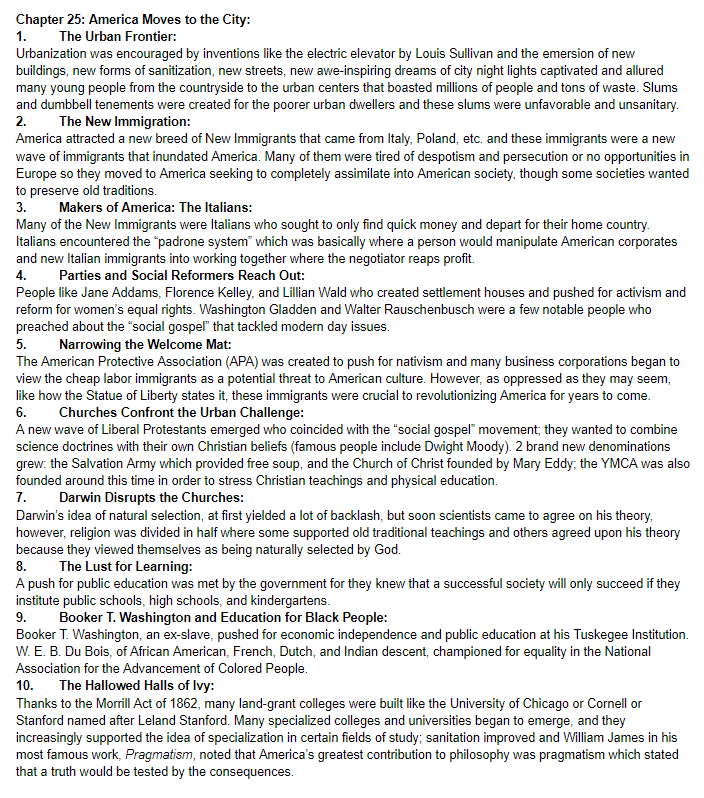 Chapter 25: America Moves to the City:
1. The Urban Frontier:
Urbanization was encouraged by inventions like the electric elevator by Louis Sullivan and the emersion of new
buildings, new forms of sanitization, new streets, new awe-inspiring dreams of city night lights captivated and allured
many young people from the countryside to the urban centers that boasted millions of people and tons of waste. Slums
and dumbbell tenements were created for the poorer urban dwellers and these slums were unfavorable and unsanitary.
2. The New Immigration:
America attracted a new breed of New Immigrants that came from Italy, Poland, etc. and these immigrants were a new
wave of immigrants that inundated America. Many of them were tired of despotism and persecution or no opportunities in
Europe so they moved to America seeking to completely assimilate into American society, though some societies wanted
to preserve old traditions.
3. Makers of America: The Italians:
Many of the New Immigrants were Italians who sought to only find quick money and depart for their home country.
Italians encountered the “padrone system” which was basically where a person would manipulate American corporates
and new Italian immigrants into working together where the negotiator reaps profit.
4. Parties and Social Reformers Reach Out:
People like Jane Addams, Florence Kelley, and Lillian Wald who created settlement houses and pushed for activism and
reform for women’s equal rights. Washington Gladden and Walter Rauschenbusch were a few notable people who
preached about the “social gospel” that tackled modern day issues.
5. Narrowing the Welcome Mat:
The American Protective Association (APA) was created to push for nativism and many business corporations began to
view the cheap labor immigrants as a potential threat to American culture. However, as oppressed as they may seem,
like how the Statue of Liberty states it, these immigrants were crucial to revolutionizing America for years to come.
6. Churches Confront the Urban Challenge:
A new wave of Liberal Protestants emerged who coincided with the “social gospel” movement; they wanted to combine
science doctrines with their own Christian beliefs (famous people include Dwight Moody). 2 brand new denominations
grew: the Salvation Army which provided free soup, and the Church of Christ founded by Mary Eddy; the YMCA was also
founded around this time in order to stress Christian teachings and physical education.
7. Darwin Disrupts the Churches:
Darwin’s idea of natural selection, at first yielded a lot of backlash, but soon scientists came to agree on his theory,
however, religion was divided in half where some supported old traditional teachings and others agreed upon his theory
because they viewed themselves as being naturally selected by God.
8. The Lust for Learning:
A push for public education was met by the government for they knew that a successful society will only succeed if they
institute public schools, high schools, and kindergartens.
9. Booker T. Washington and Education for Black People:
Booker T. Washington, an ex-slave, pushed for economic independence and public education at his Tuskegee Institution.
W. E. B. Du Bois, of African American, French, Dutch, and Indian descent, championed for equality in the National
Association for the Advancement of Colored People.
10. The Hallowed Halls of Ivy:
Thanks to the Morrill Act of 1862, many land-grant colleges were built like the University of Chicago or Cornell or
Stanford named after Leland Stanford. Many specialized colleges and universities began to emerge, and they
increasingly supported the idea of specialization in certain fields of study; sanitation improved and William James in his
most famous work, Pragmatism, noted that America’s greatest contribution to philosophy was pragmatism which stated
that a truth would be tested by the consequences.